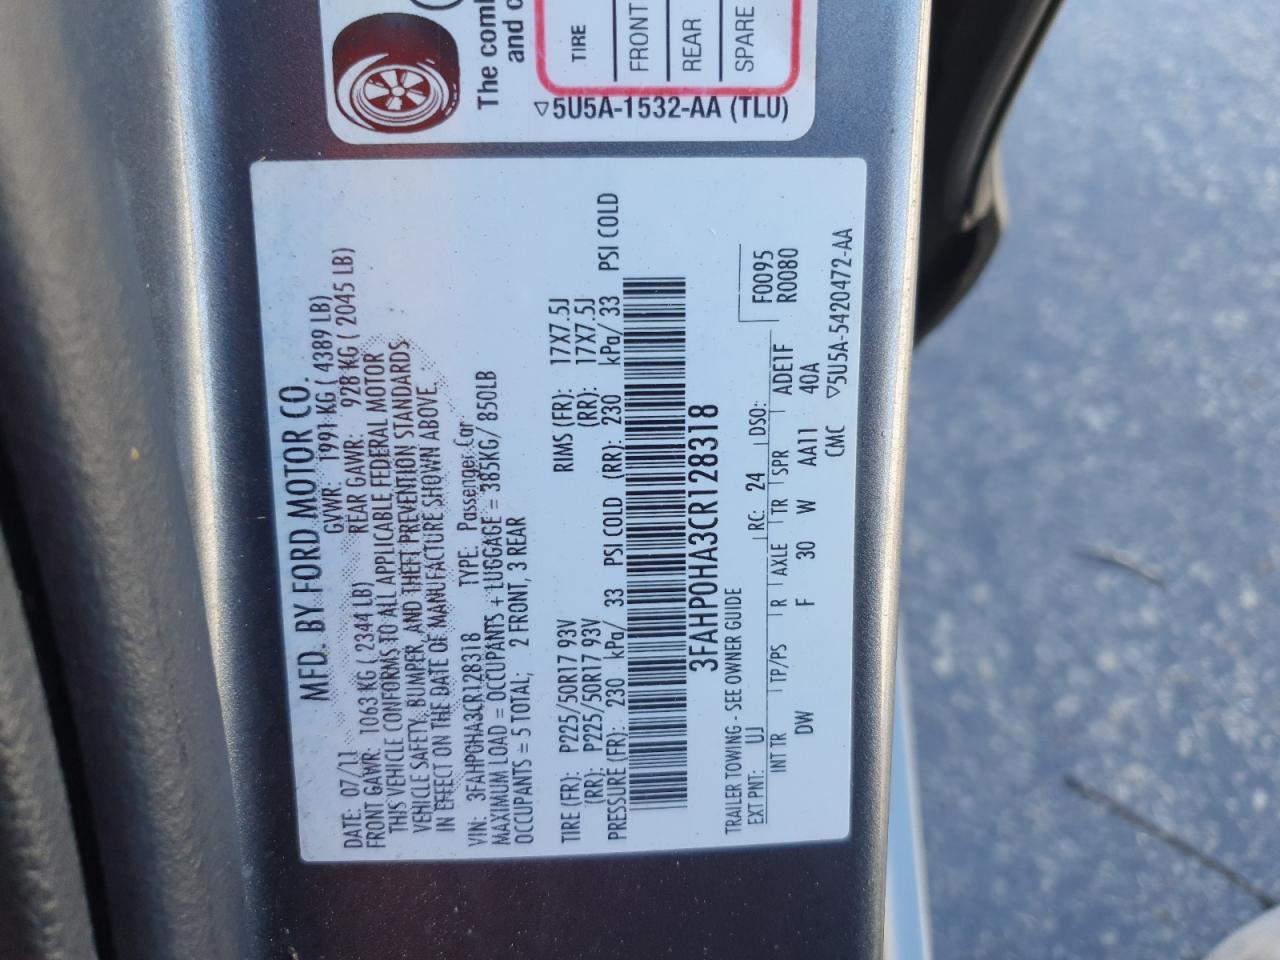 The comb
and c
TIRE
FRONT
REAR
SPARE
▽5U5A-1532-AA (TLU)
MFD. BY FORD MOTOR CO
DATE: 07/11 GVWR: 1991 KG ( 4389 LB)
FRONT GAWR: 1063 KG ( 2344 LB) REAR GAWR: 928 KG ( 2045 LB)
THIS VEHICLE CONFORMS TO ALL APPLICABLE FEDERAL MOTOR
VEHICLE SAFETY, BUMPER, AND THEFT PREVENTION STANDARDS
IN EFFECT ON THE DATE OF MANUFACTURE SHOWN ABOVE.
VIN: 3FAHP0HA3CR128318 TYPE: Passenger Car
MAXIMUM LOAD = OCCUPANTS + LUGGAGE = 385KG/ 850LB
OCCUPANTS = 5 TOTAL; 2 FRONT, 3 REAR
TIRE (FR): P225/50R17 93V RIMS (FR): 17X7.5J
(RR): P225/50R17 93V (RR): 17X7.5J
PRESSURE (FR): 230 kPa/ 33 PSI COLD (RR): 230 kPa/ 33 PSI COLD
3FAHP0HA3CR128318
TRAILER TOWING - SEE OWNER GUIDE
EXT PNT: UJ RC: 24 DSO: F0095
R0080
INT TR TP/PS R AXLE TR SPR ADE1F
DW F 30 W AA11 40A
CMC ▽5U5A-5420472-AA